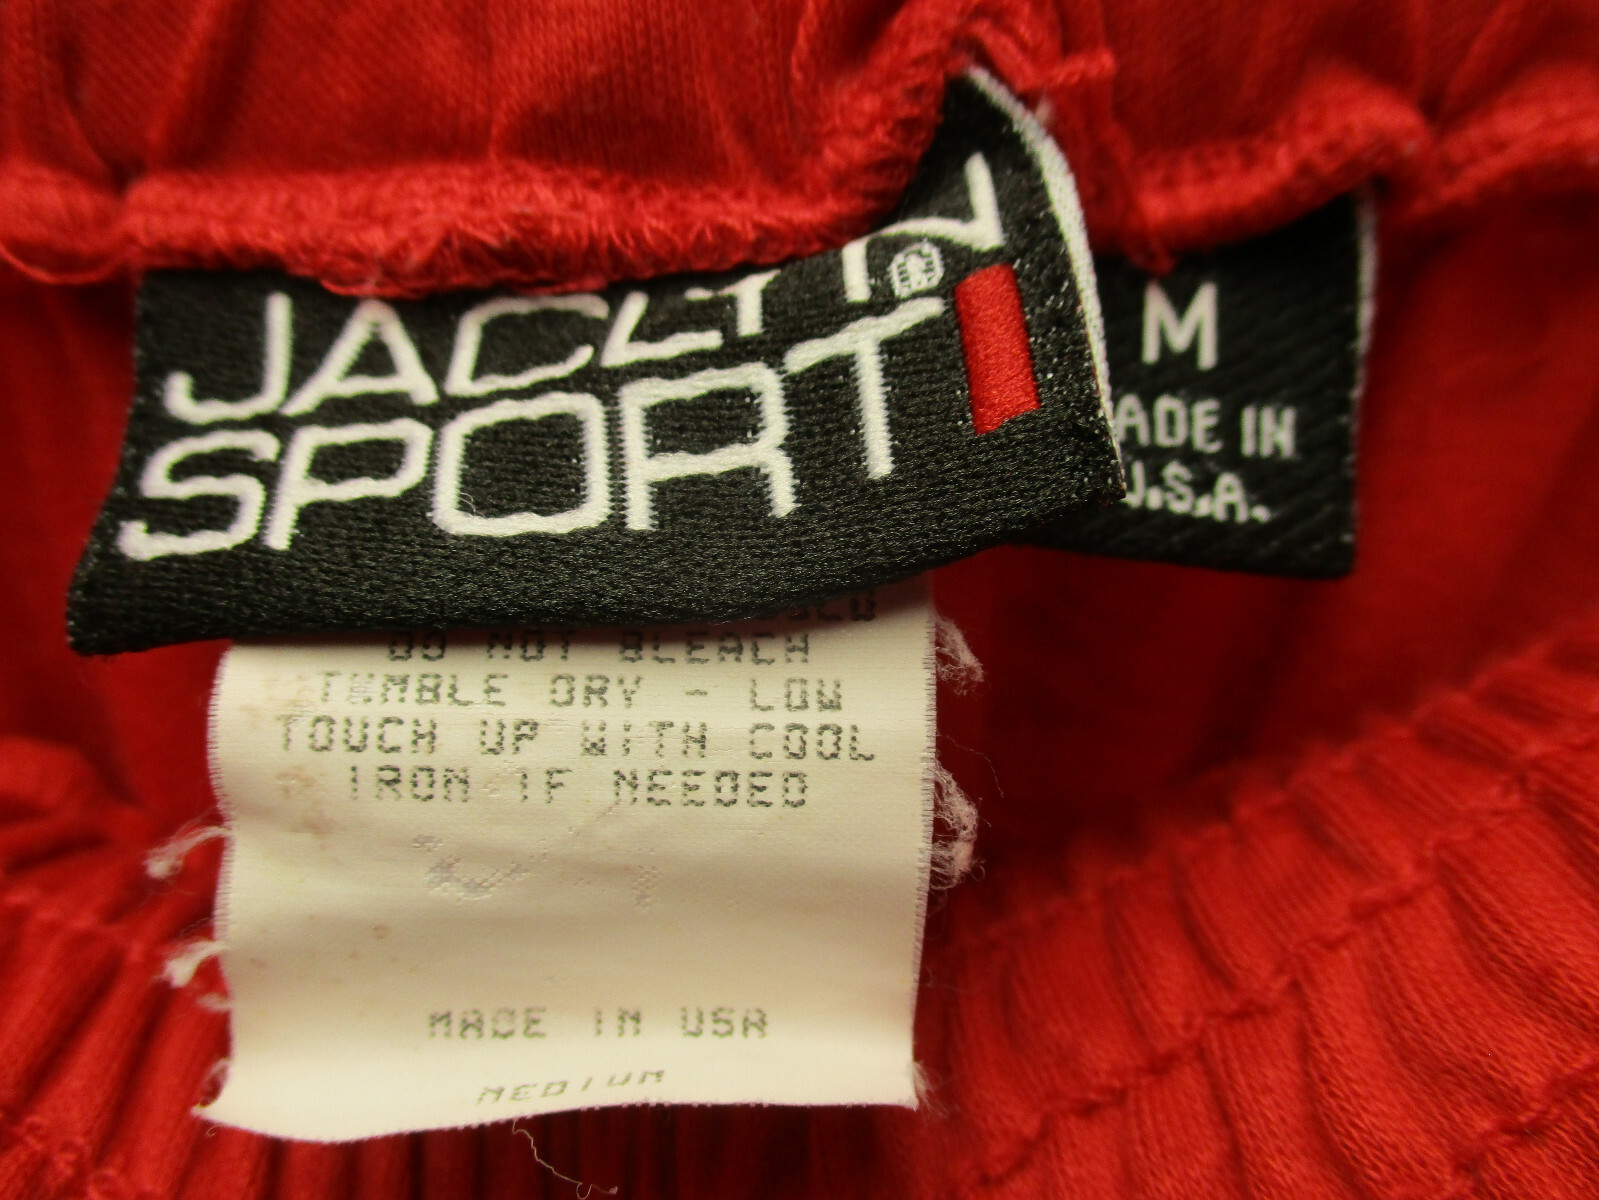 JACLYN ®
SPORT
M
MADE IN
U.S.A.
DO NOT BLEACH
TUMBLE DRY - LOW
TOUCH UP WITH COOL
IRON IF NEEDED
MADE IN USA
MEDIUM